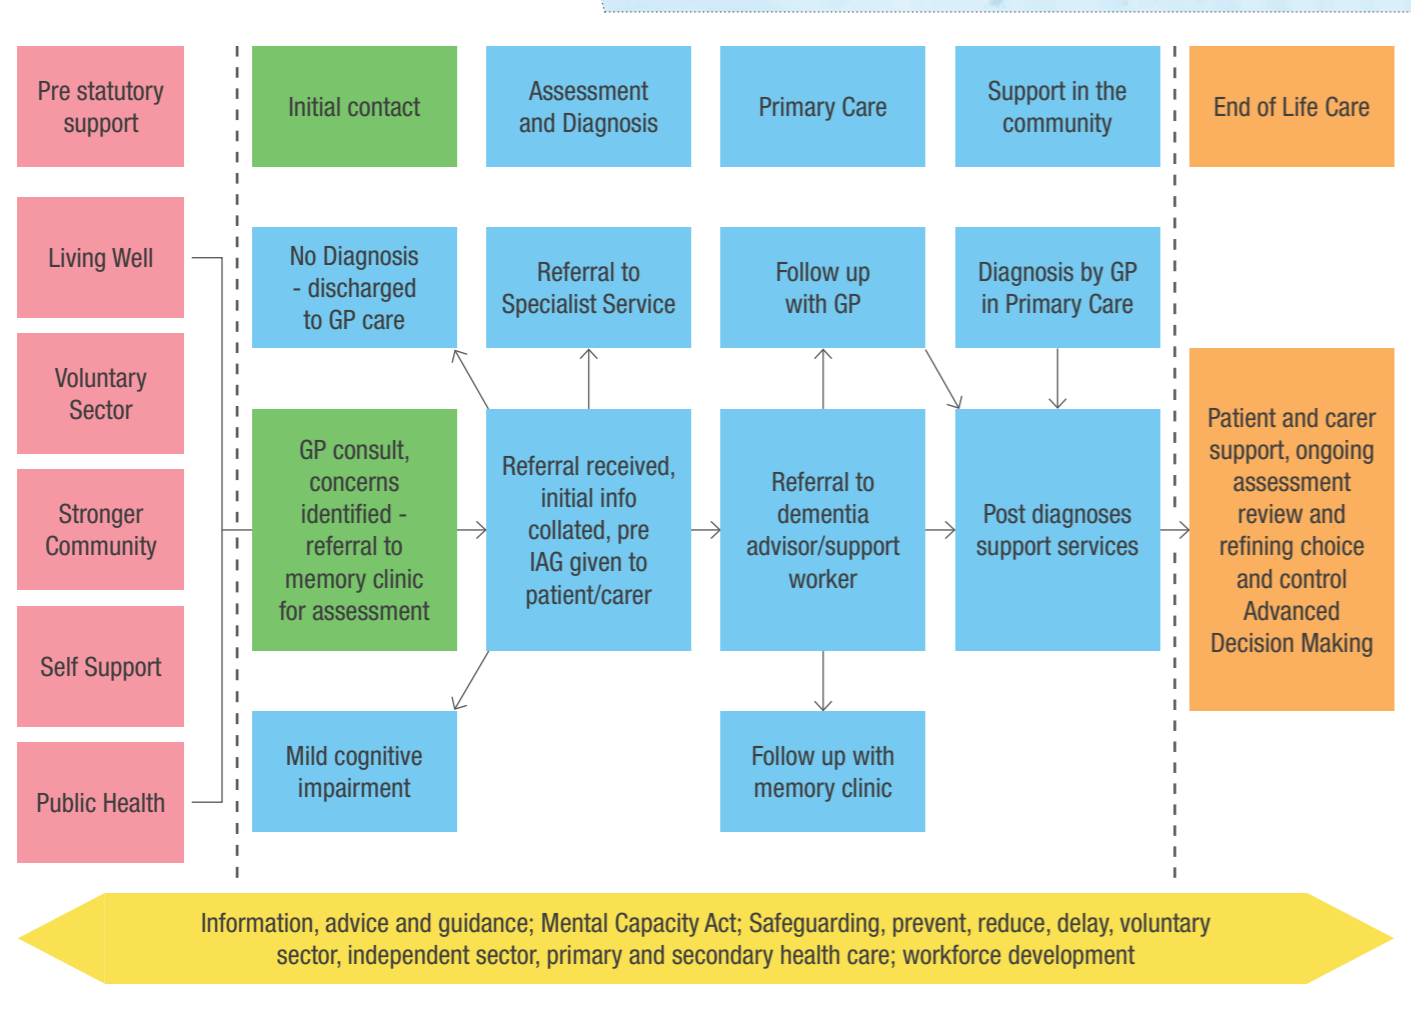 Pre statutory
support
Initial contact
Assessment
and Diagnosis
Primary Care
Support in the
community
End of Life Care
Living Well
Voluntary
Sector
Stronger
Community
Self Support
Public Health
No Diagnosis
- discharged
to GP care
Referral to
Specialist Service
Follow up
with GP
Diagnosis by GP
in Primary Care
GP consult,
concerns
identified -
referral to
memory clinic
for assessment
Referral received,
initial info
collated, pre
IAG given to
patient/carer
Referral to
dementia
advisor/support
worker
Post diagnoses
support services
Patient and carer
support, ongoing
assessment
review and
refining choice
and control
Advanced
Decision Making
Mild cognitive
impairment
Follow up with
memory clinic
Information, advice and guidance; Mental Capacity Act; Safeguarding, prevent, reduce, delay, voluntary
sector, independent sector, primary and secondary health care; workforce development